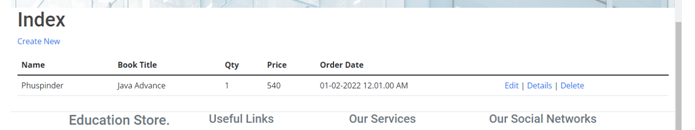 Index
Create New
Name Book Title Qty Price Order Date
Phuspinder Java Advance 1 540 01-02-2022 12.01.00 AM Edit | Details | Delete
Education Store. Useful Links Our Services Our Social Networks